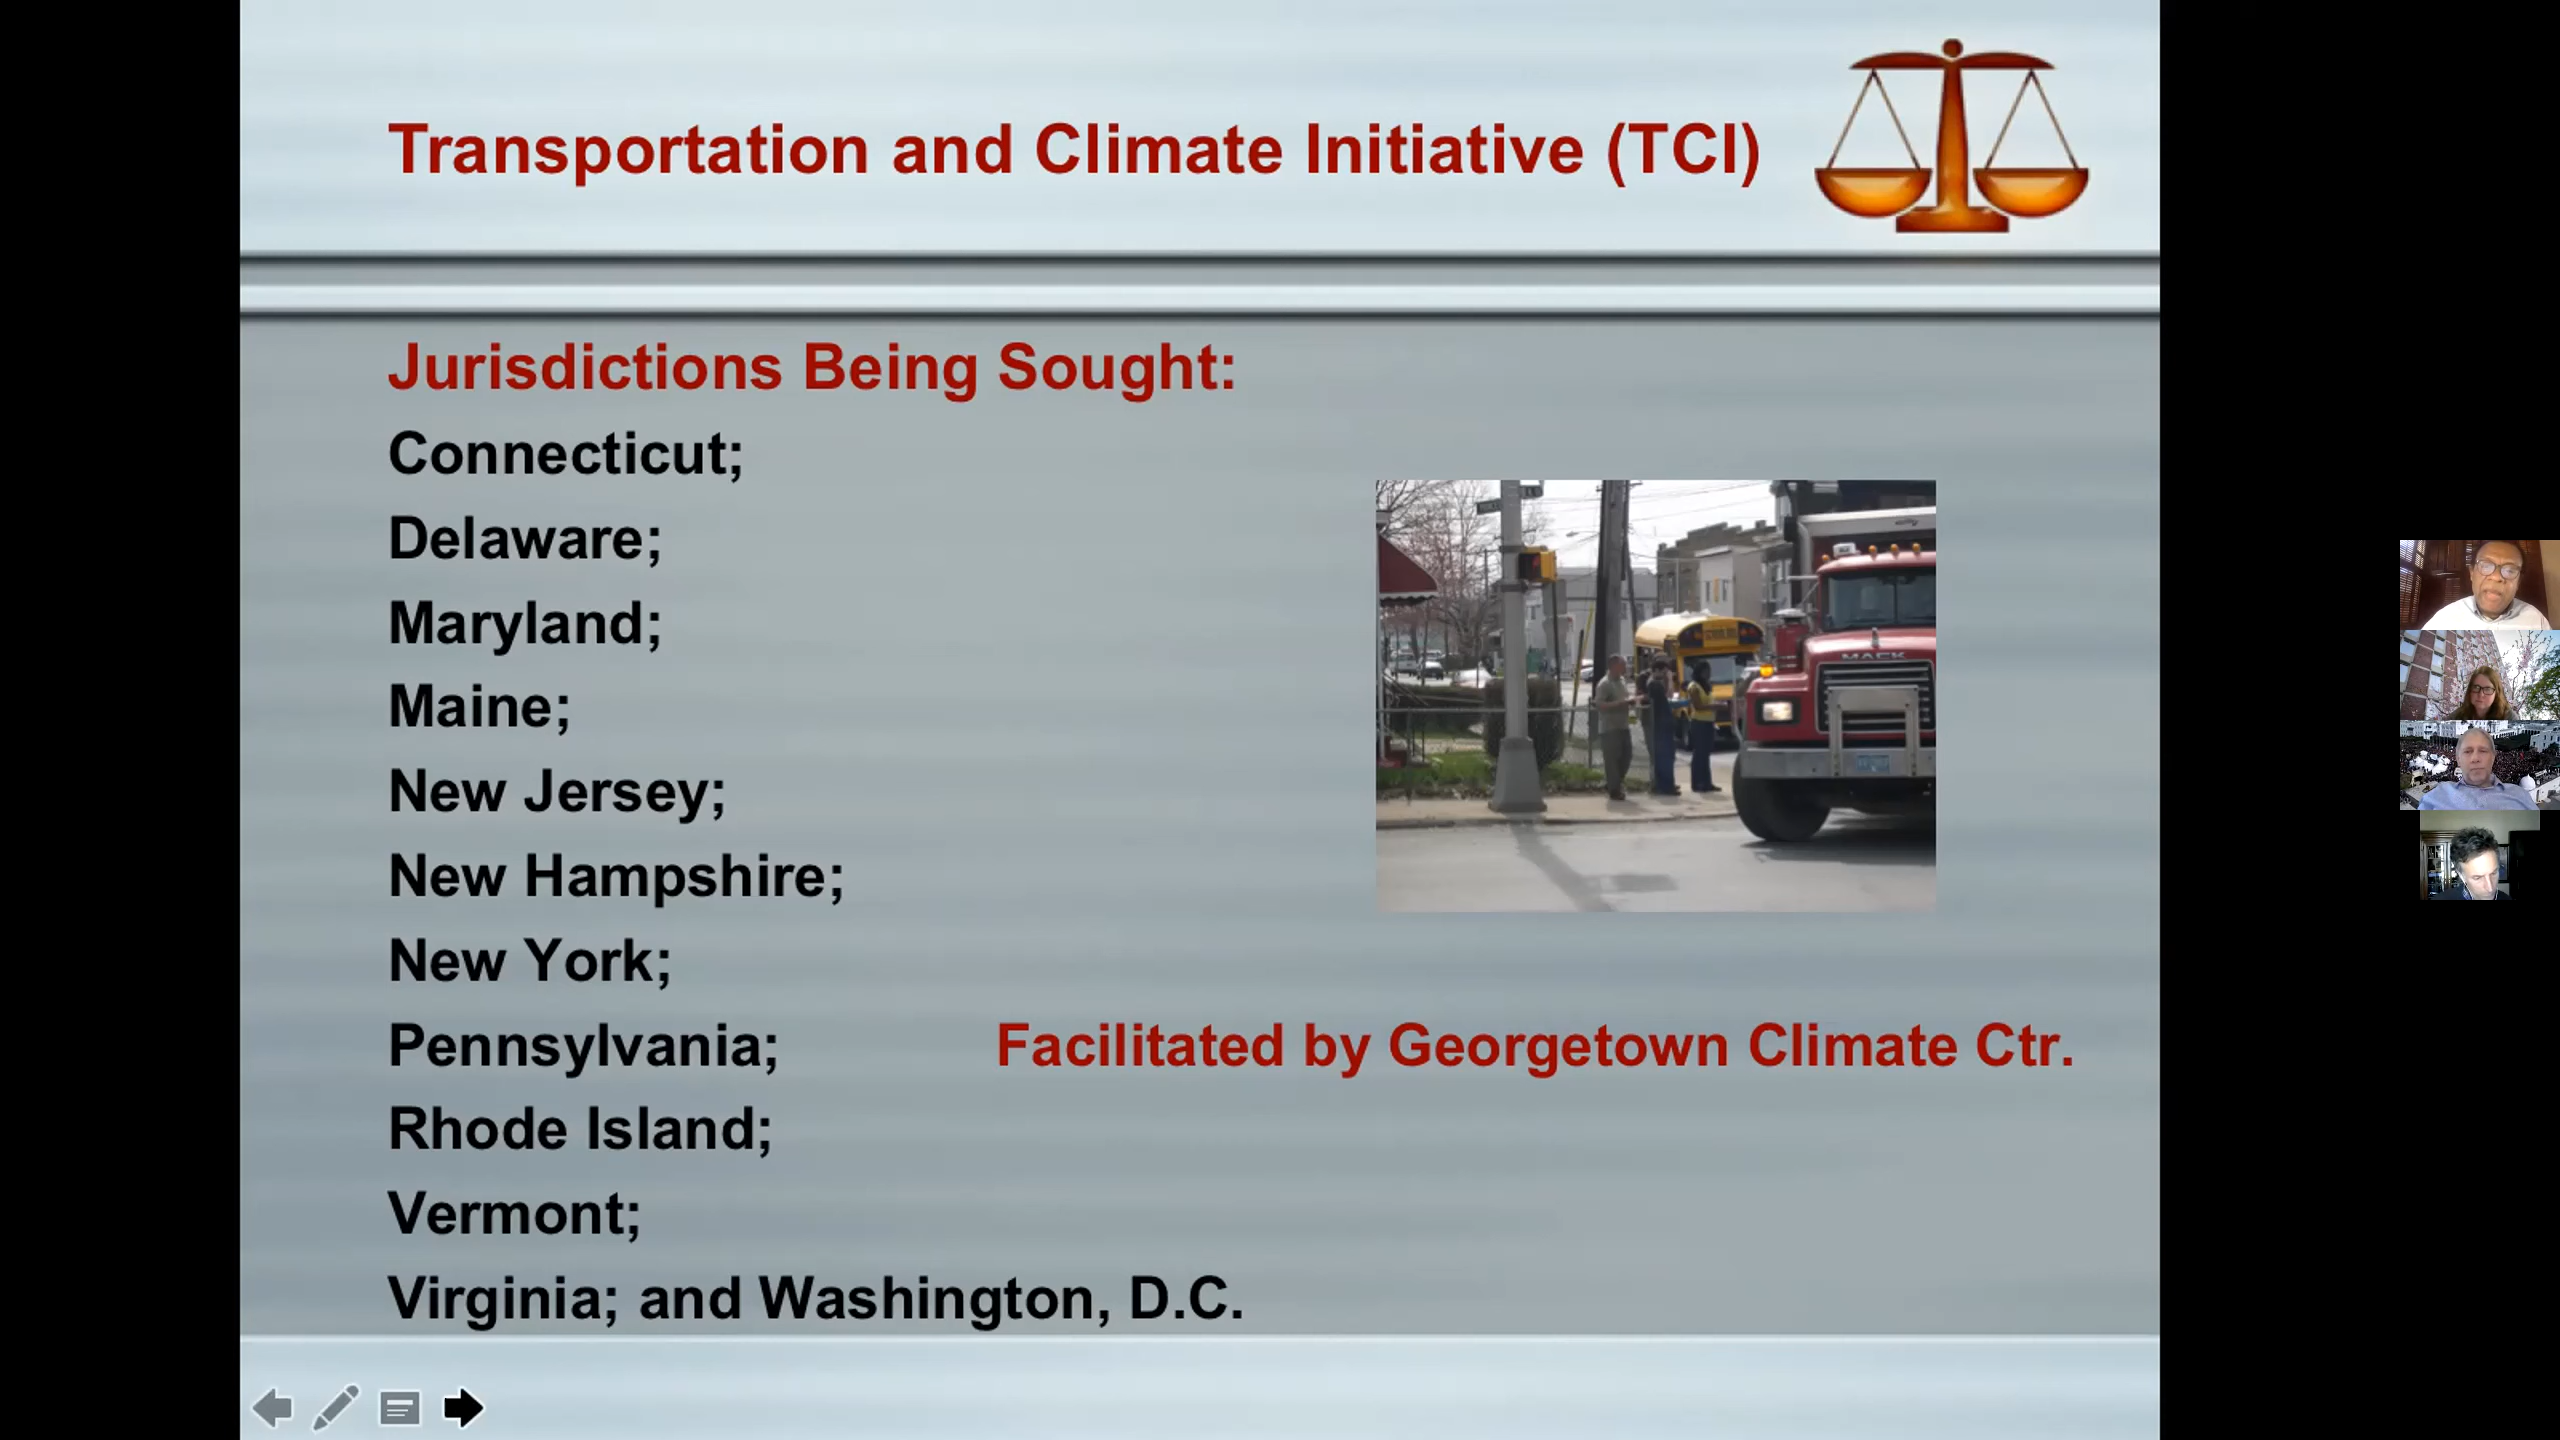 Transportation and Climate Initiative (TCI)
Jurisdictions Being Sought:
Connecticut;
Delaware;
Maryland;
Maine;
New Jersey;
New Hampshire;
New York;
Pennsylvania;
Facilitated by Georgetown Climate Ctr.
Rhode Island;
Vermont;
Virginia; and Washington, D.C.
MACK